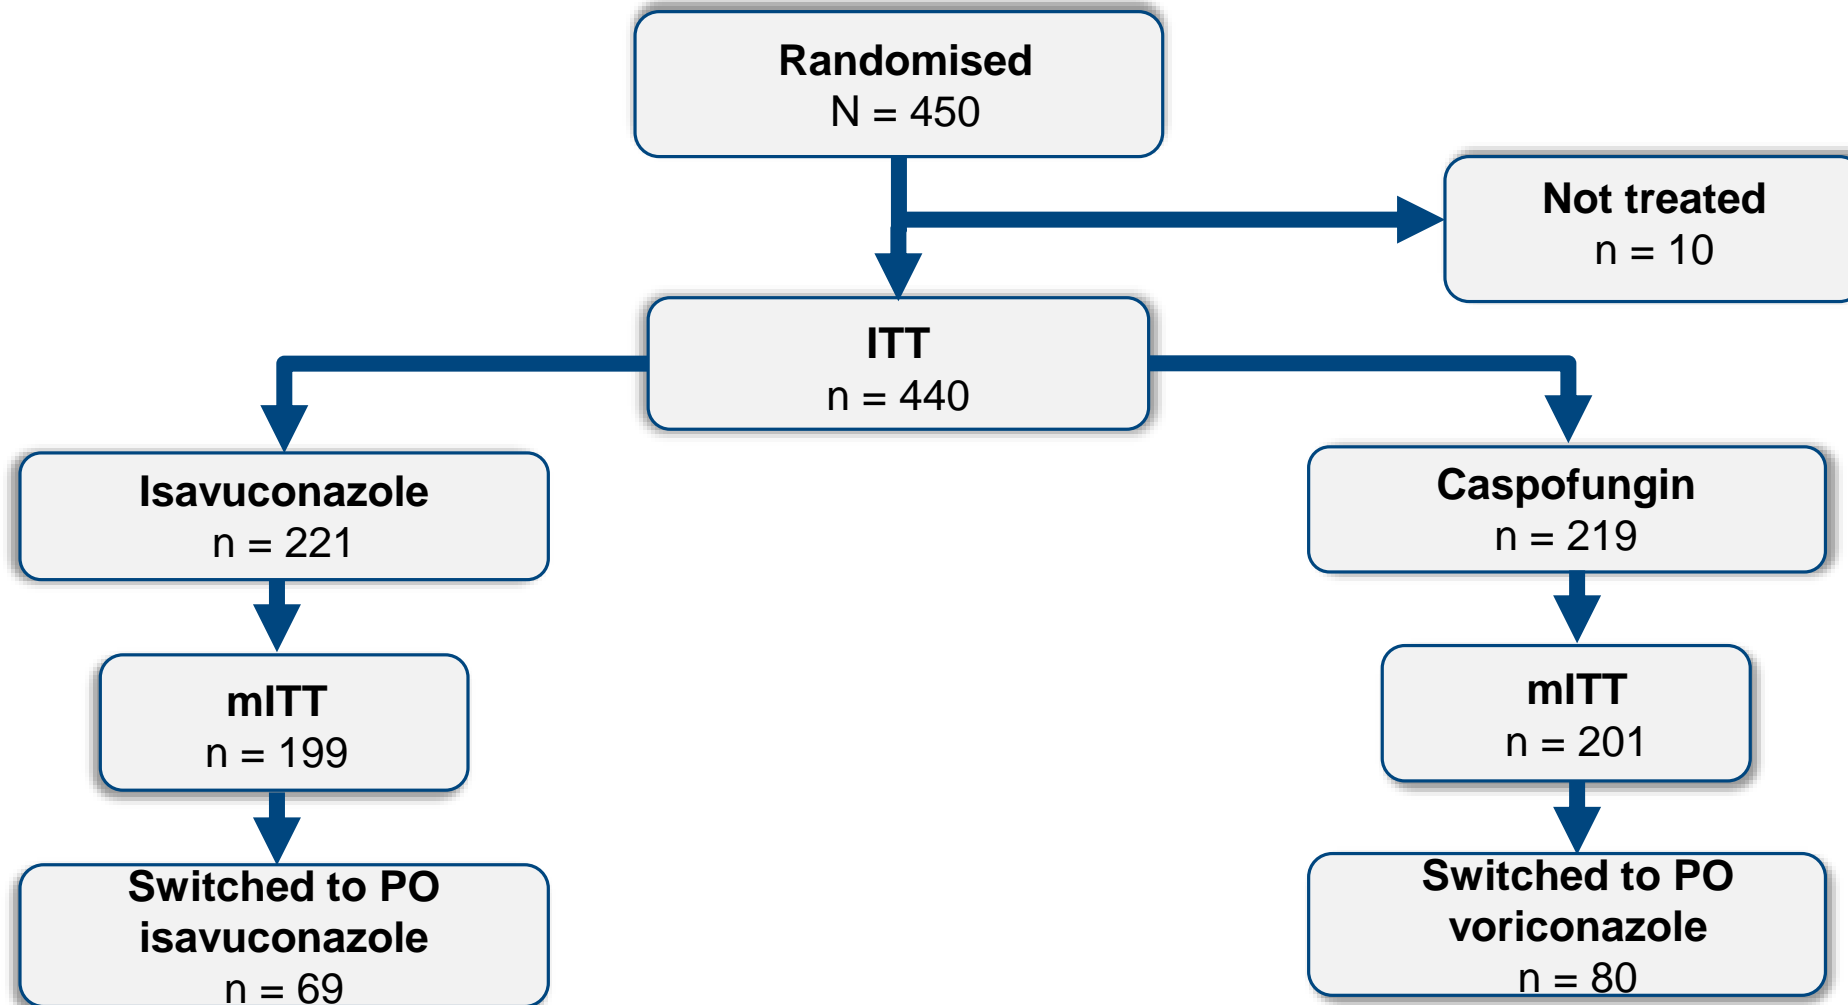 Randomised
N = 450
Not treated
n = 10
ITT
n = 440
Isavuconazole
n = 221
Caspofungin
n = 219
mITT
n = 199
mITT
n = 201
Switched to PO
isavuconazole
n = 69
Switched to PO
voriconazole
n = 80